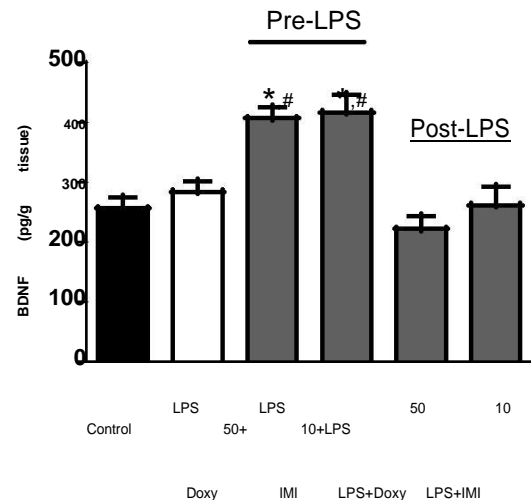 Pre-LPS
500
* #
*,#
400
Post-LPS
300
200
100
0
BDNF (pg/g tissue)
LPS LPS 50 10
Control 50+ 10+LPS
Doxy IMI LPS+Doxy LPS+IMI